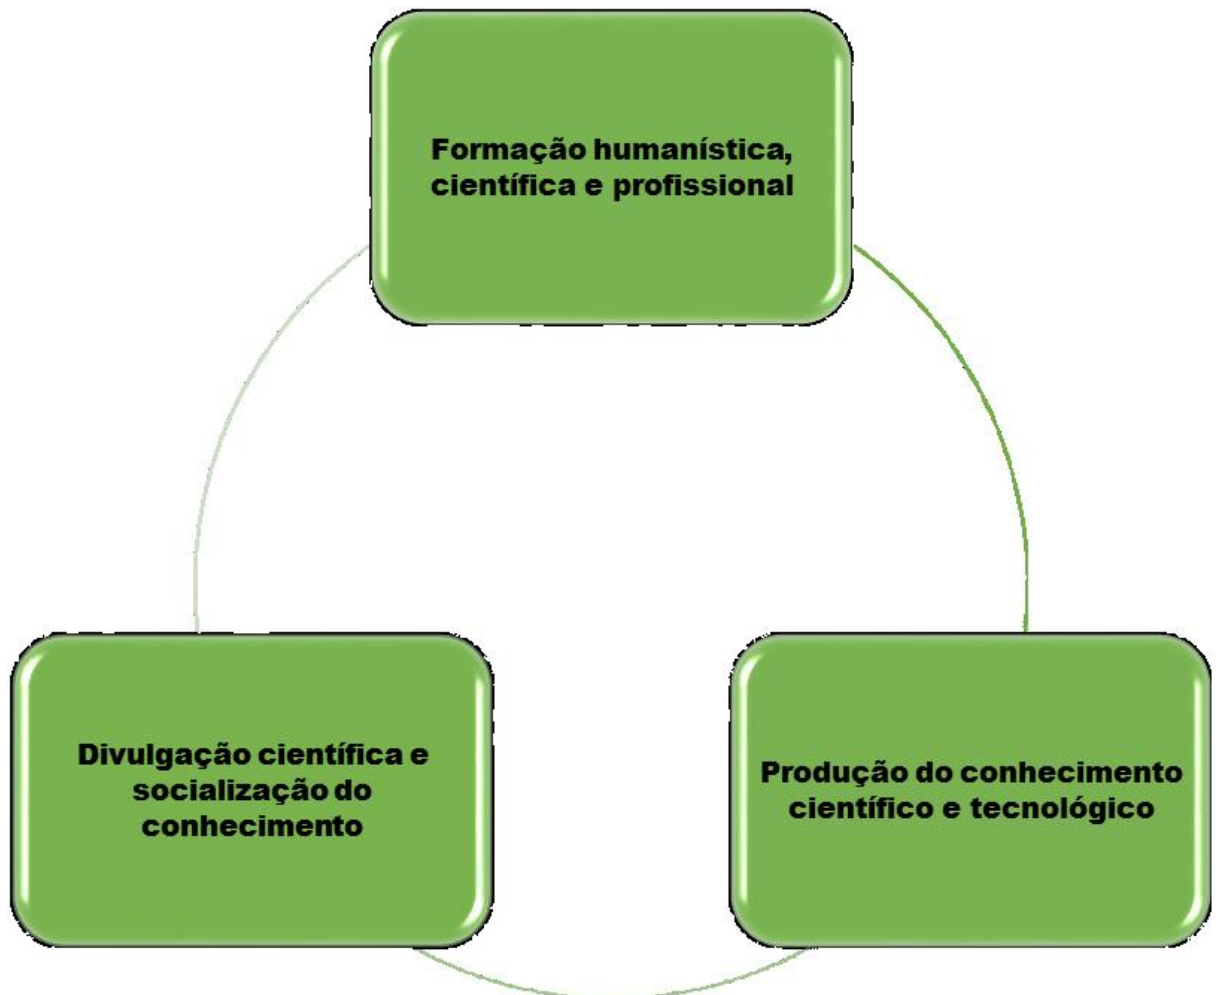 Formação humanística,
científica e profissional
Divulgação científica e
socialização do
conhecimento
Produção do conhecimento
científico e tecnológico